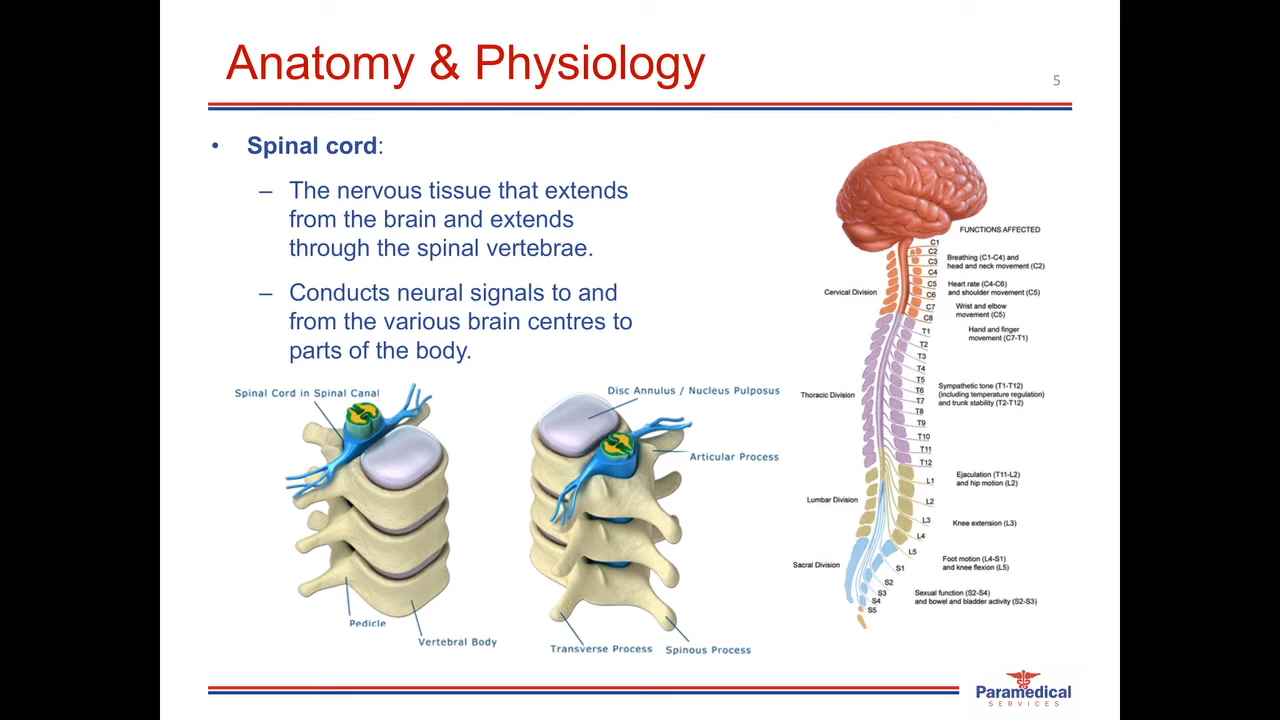 Anatomy & Physiology
5
• Spinal cord:
– The nervous tissue that extends
from the brain and extends
through the spinal vertebrae.
– Conducts neural signals to and
from the various brain centres to
parts of the body.
Spinal Cord in Spinal Canal
Pedicle
Vertebral Body
Disc Annulus / Nucleus Pulposus
Articular Process
Transverse Process
Spinous Process
FUNCTIONS AFFECTED
C1
C2
C3
C4
C5
C6
C7
C8
T1
T2
T3
T4
T5
T6
T7
T8
T9
T10
T11
T12
L1
L2
L3
L4
L5
S1
S2
S3
S4
S5
Cervical Division
Thoracic Division
Lumbar Division
Sacral Division
Breathing (C1-C4) and
head and neck movement (C2)
Heart rate (C4-C6)
and shoulder movement (C5)
Wrist and elbow
movement (C5)
Hand and finger
movement (C7-T1)
Sympathetic tone (T1-T12)
(including temperature regulation)
and trunk stability (T2-T12)
Ejaculation (T11-L2)
and hip motion (L2)
Knee extension (L3)
Foot motion (L4-S1)
and knee flexion (L5)
Sexual function (S2-S4)
and bowel and bladder activity (S2-S3)
Paramedical
SERVICES